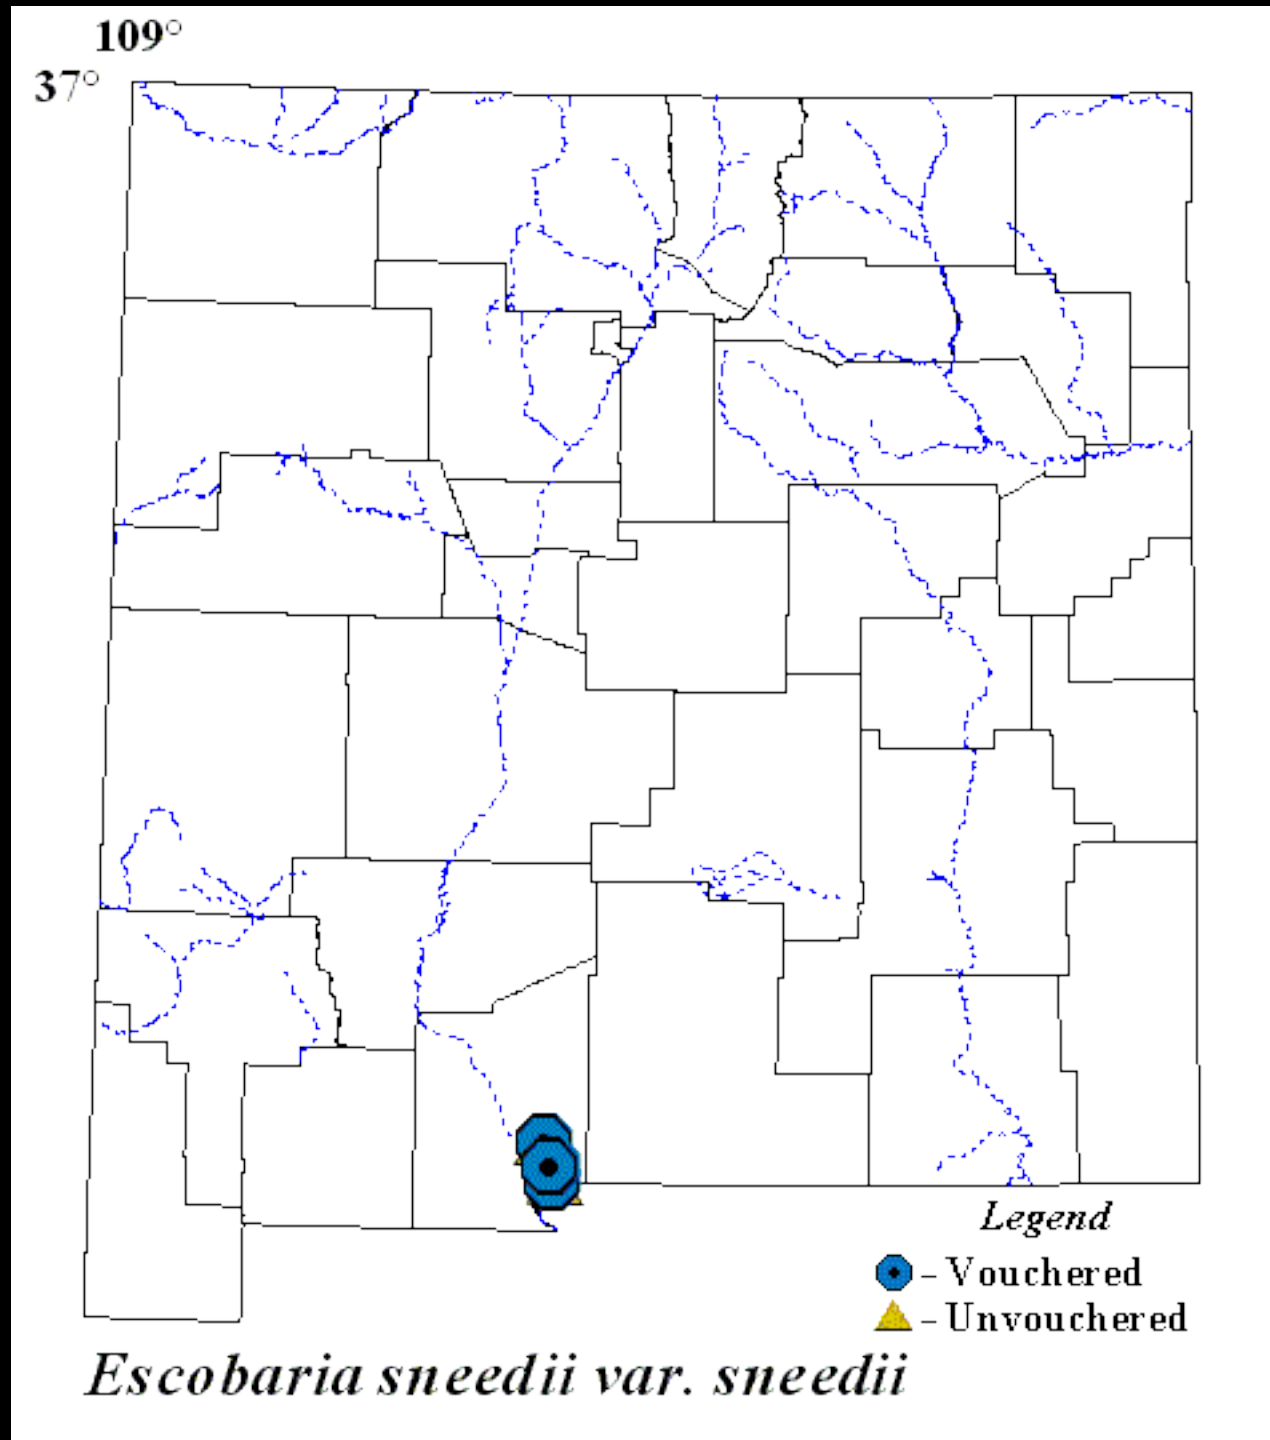 109°
37°
Legend
– Vouchered
– Unvouchered
Escobaria sneedii var. sneedii